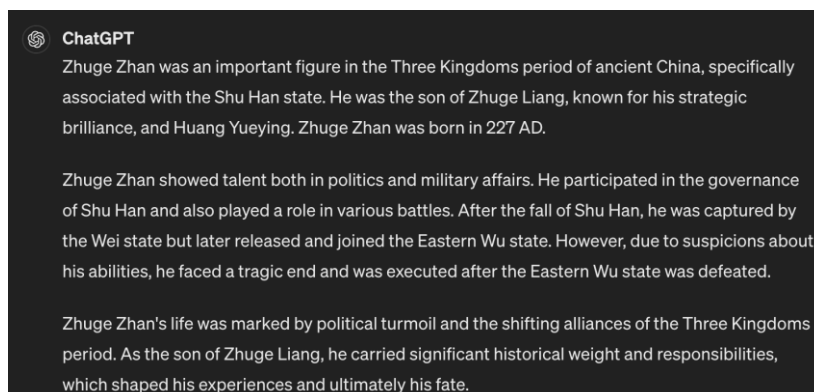 ChatGPT
Zhuge Zhan was an important figure in the Three Kingdoms period of ancient China, specifically
associated with the Shu Han state. He was the son of Zhuge Liang, known for his strategic
brilliance, and Huang Yueying. Zhuge Zhan was born in 227 AD.
Zhuge Zhan showed talent both in politics and military affairs. He participated in the governance
of Shu Han and also played a role in various battles. After the fall of Shu Han, he was captured by
the Wei state but later released and joined the Eastern Wu state. However, due to suspicions about
his abilities, he faced a tragic end and was executed after the Eastern Wu state was defeated.
Zhuge Zhan's life was marked by political turmoil and the shifting alliances of the Three Kingdoms
period. As the son of Zhuge Liang, he carried significant historical weight and responsibilities,
which shaped his experiences and ultimately his fate.